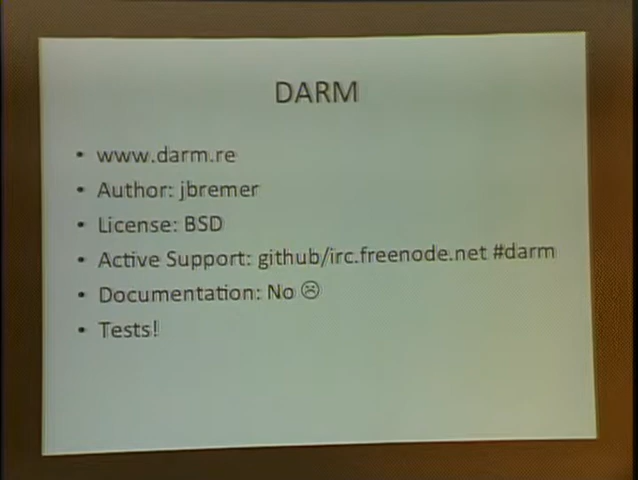 DARM
• www.darm.re
• Author: jbremer
• License: BSD
• Active Support: github/irc.freenode.net #darm
• Documentation: No ☹
• Tests!